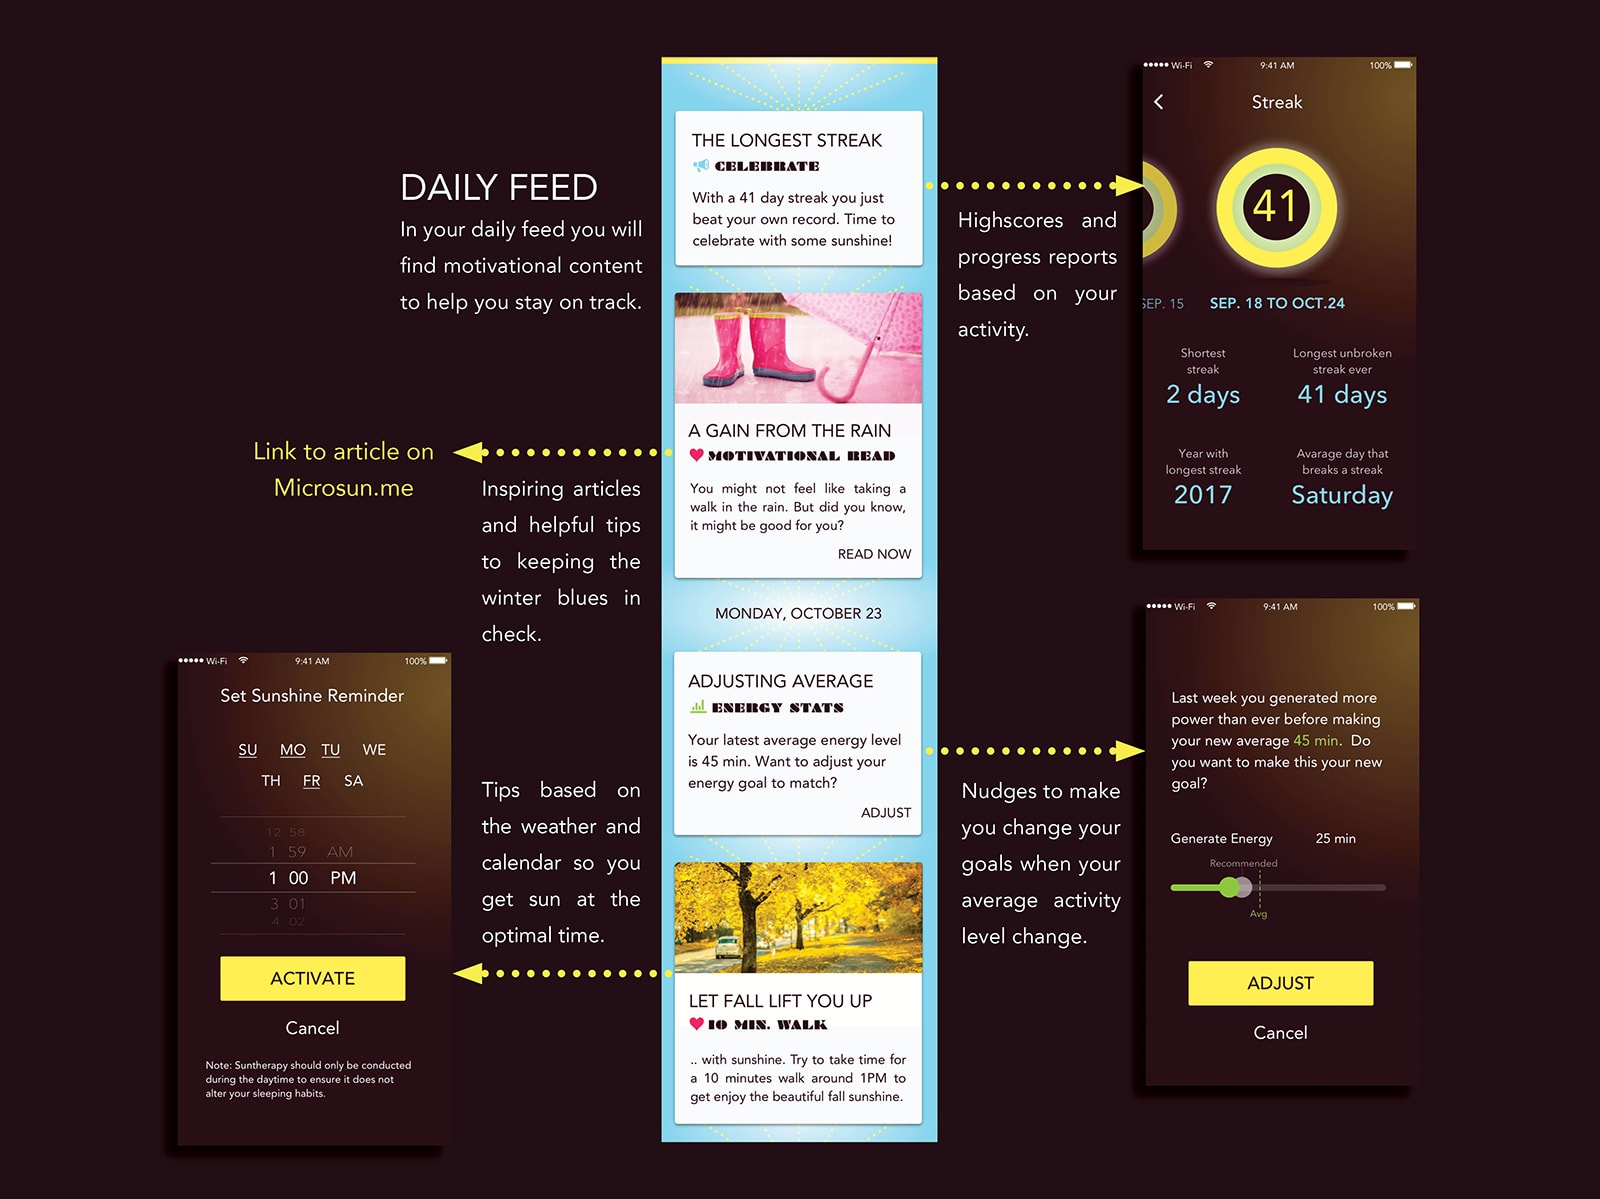 DAILY FEED
In your daily feed you will
find motivational content
to help you stay on track.
THE LONGEST STREAK
CELEBRATE
With a 41 day streak you just
beat your own record. Time to
celebrate with some sunshine!
Highscores and
progress reports
based on your
activity.
Wi-Fi 9:41 AM 100%
Streak
41
SEP. 15 SEP. 18 TO OCT.24
Shortest
streak
2 days
Longest unbroken
streak ever
41 days
Year with
longest streak
2017
Avarage day that
breaks a streak
Saturday
A GAIN FROM THE RAIN
MOTIVATIONAL READ
You might not feel like taking a
walk in the rain. But did you know,
it might be good for you?
READ NOW
Link to article on
Microsun.me
Inspiring articles
and helpful tips
to keeping the
winter blues in
check.
MONDAY, OCTOBER 23
ADJUSTING AVERAGE
ENERGY STATS
Your latest average energy level
is 45 min. Want to adjust your
energy goal to match?
ADJUST
Nudges to make
you change your
goals when your
average activity
level change.
Wi-Fi 9:41 AM 100%
Last week you generated more
power than ever before making
your new average 45 min. Do
you want to make this your new
goal?
Generate Energy 25 min
Recommended
Avg
ADJUST
Cancel
LET FALL LIFT YOU UP
10 MIN. WALK
.. with sunshine. Try to take time for
a 10 minutes walk around 1PM to
get enjoy the beautiful fall sunshine.
Tips based on
the weather and
calendar so you
get sun at the
optimal time.
Wi-Fi 9:41 AM 100%
Set Sunshine Reminder
SU MO TU WE
TH FR SA
12 58
1 59 AM
1 00 PM
3 01
4 02
ACTIVATE
Cancel
Note: Suntherapy should only be conducted
during the daytime to ensure it does not
alter your sleeping habits.